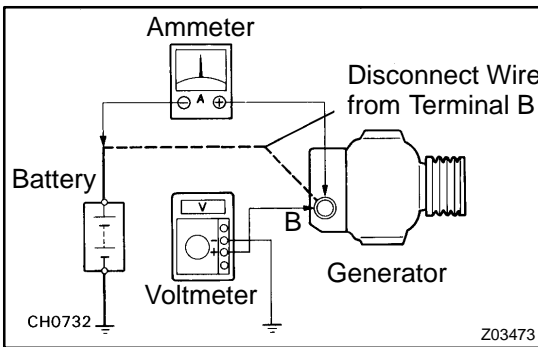 Ammeter
A
Disconnect Wire
from Terminal B
Battery
V
B
Voltmeter
Generator
CH0732
Z03473